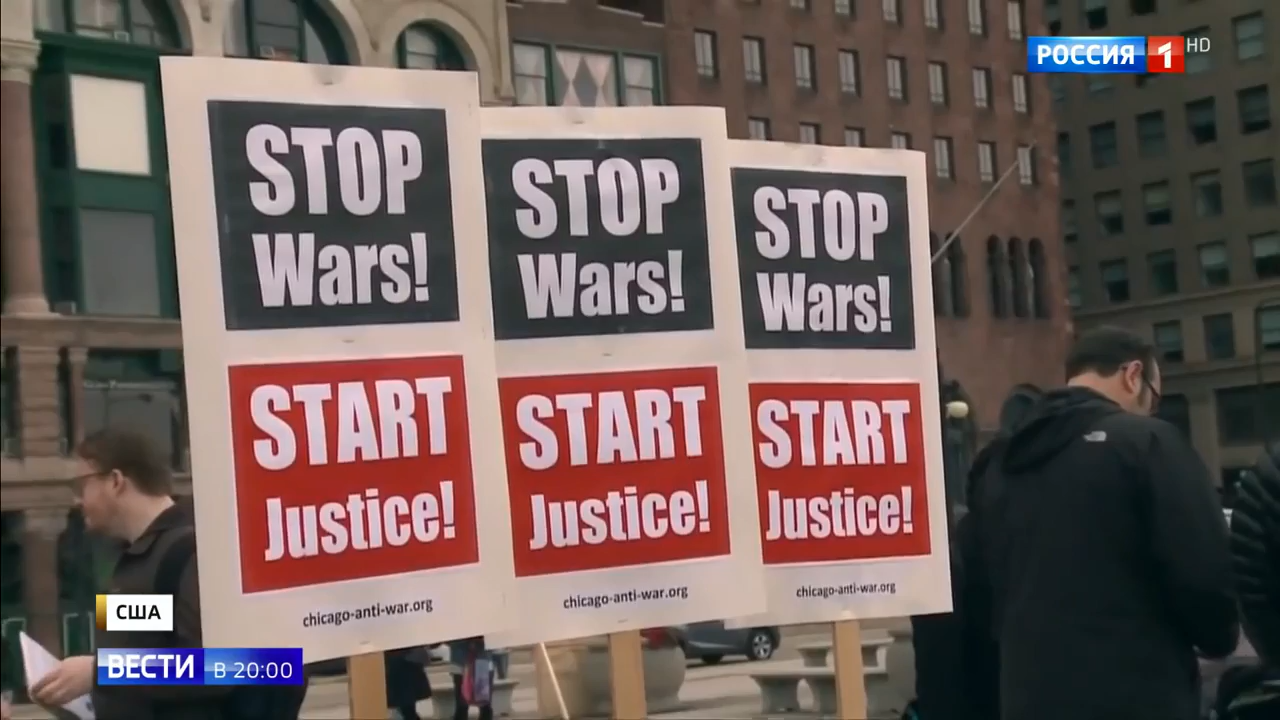 РОССИЯ 1 HD
STOP
Wars!
START
Justice!
chicago-anti-war.org
STOP
Wars!
START
Justice!
chicago-anti-war.org
STOP
Wars!
START
Justice!
chicago-anti-war.org
США
ВЕСТИ В 20:00